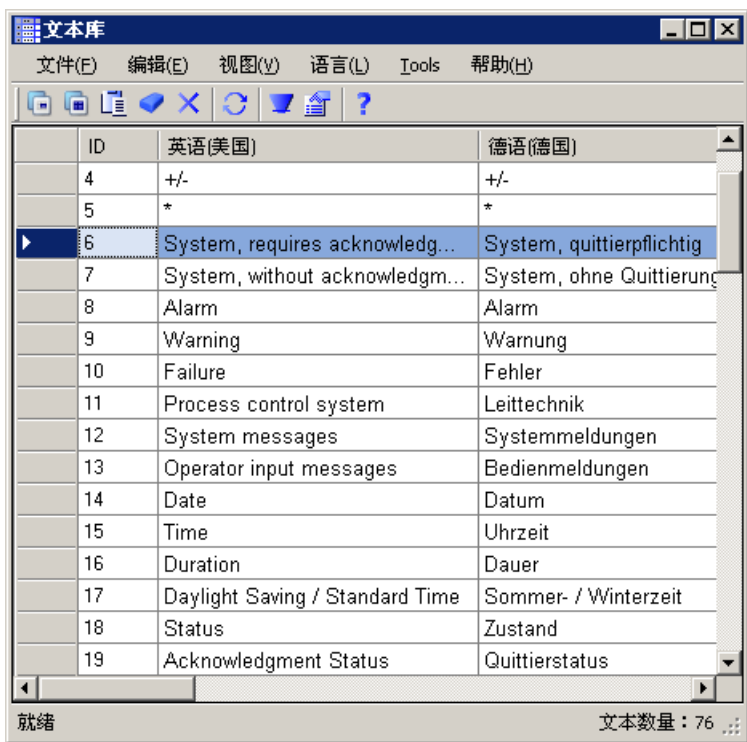 文本库
文件(F) 编辑(E) 视图(V) 语言(L) Tools 帮助(H)
?
ID 英语(美国) 德语(德国)
4 +/- +/-
5 * *
6 System, requires acknowledg... System, quittierpflichtig
7 System, without acknowledgm... System, ohne Quittierung
8 Alarm Alarm
9 Warning Warnung
10 Failure Fehler
11 Process control system Leittechnik
12 System messages Systemmeldungen
13 Operator input messages Bedienmeldungen
14 Date Datum
15 Time Uhrzeit
16 Duration Dauer
17 Daylight Saving / Standard Time Sommer- / Winterzeit
18 Status Zustand
19 Acknowledgment Status Quittierstatus
就绪 文本数量：76